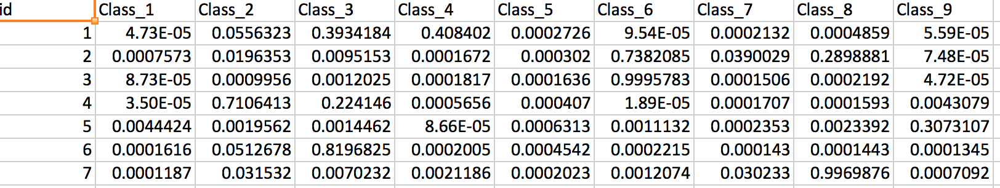 id Class_1 Class_2 Class_3 Class_4 Class_5 Class_6 Class_7 Class_8 Class_9
1 4.73E-05 0.0556323 0.3934184 0.408402 0.0002726 9.54E-05 0.0002132 0.0004859 5.59E-05
2 0.0007573 0.0196353 0.0095153 0.0001672 0.000302 0.7382085 0.0390029 0.2898881 7.48E-05
3 8.73E-05 0.0009956 0.0012025 0.0001817 0.0001636 0.9995783 0.0001506 0.0002192 4.72E-05
4 3.50E-05 0.7106413 0.224146 0.0005656 0.000407 1.89E-05 0.0001707 0.0001593 0.0043079
5 0.0044424 0.0019562 0.0014462 8.66E-05 0.0006313 0.0011132 0.0002353 0.0023392 0.3073107
6 0.0001616 0.0512678 0.8196825 0.0002005 0.0004542 0.0002215 0.000143 0.0001443 0.0001345
7 0.0001187 0.031532 0.0070232 0.0021186 0.0002023 0.0012074 0.030233 0.9969876 0.0007092